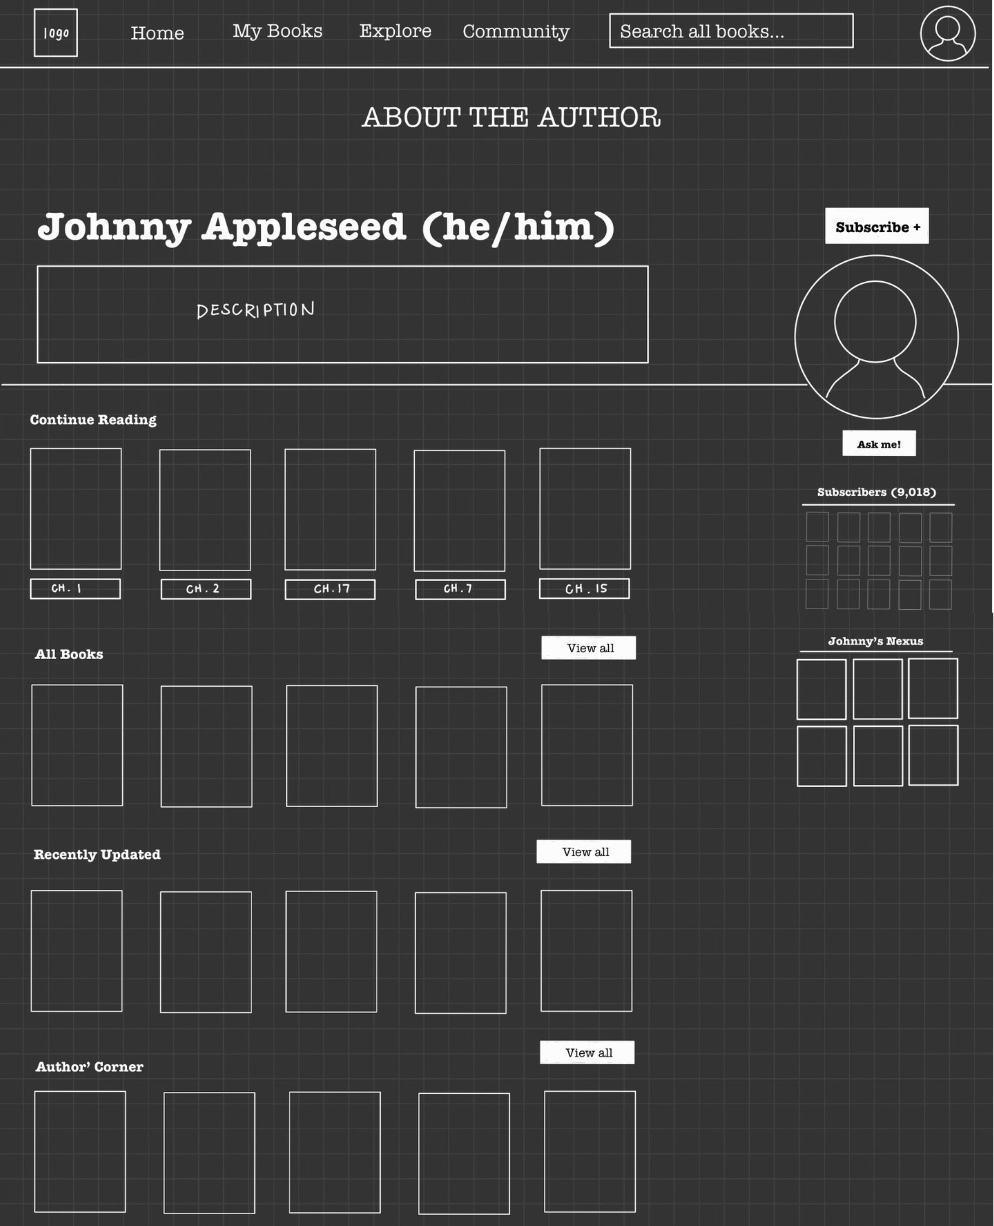 logo
Home
My Books
Explore
Community
Search all books...
ABOUT THE AUTHOR
Johnny Appleseed (he/him)
Subscribe +
DESCRIPTION
Continue Reading
Ask me!
Subscribers (9,018)
CH. 1
CH. 2
CH.17
CH.7
CH. 15
Johnny's Nexus
All Books
View all
Recently Updated
View all
Author' Corner
View all